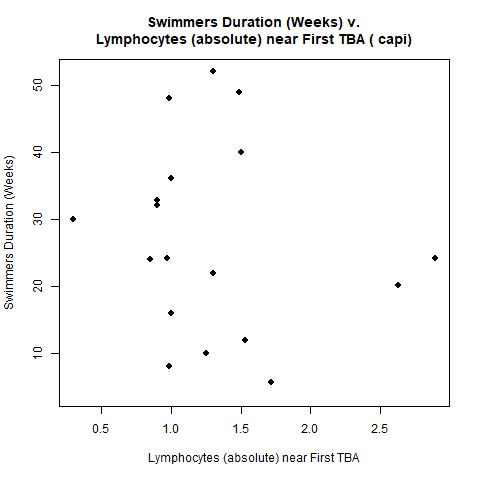 Swimmers Duration (Weeks) v.
Lymphocytes (absolute) near First TBA ( capi)
Swimmers Duration (Weeks)
50
40
30
20
10
0.5 1.0 1.5 2.0 2.5
Lymphocytes (absolute) near First TBA